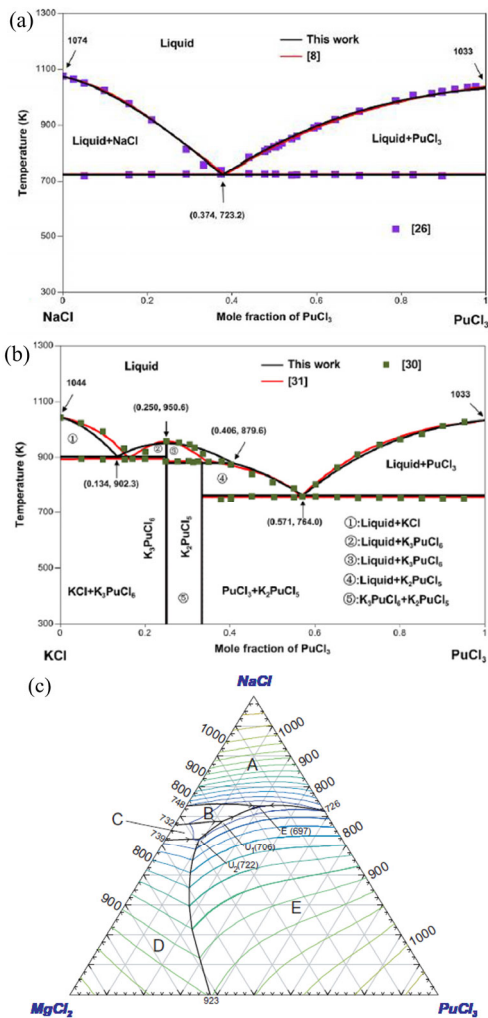 (a)
1074
Liquid
This work
[8]
1033
1300
1100
900
700
500
300
Temperature (K)
Liquid+NaCl
Liquid+PuCl₃
(0.374, 723.2)
[26]
0
0.2
0.4
0.6
0.8
1
NaCl
Mole fraction of PuCl₃
PuCl₃
(b)
Liquid
This work
[30]
[31]
1044
(0.250, 950.6)
(0.406, 879.6)
1033
1300
1100
900
700
500
300
Temperature (K)
①
②
⑤
④
Liquid+PuCl₃
(0.134, 902.3)
(0.571, 764.0)
K₃PuCl₆
K₂PuCl₅
①:Liquid+KCl
②:Liquid+K₃PuCl₆
③:Liquid+K₃PuCl₆
④:Liquid+K₂PuCl₅
⑤:K₃PuCl₆+K₂PuCl₅
KCl+K₃PuCl₆
⑤
PuCl₃+K₂PuCl₅
0
0.2
0.4
0.6
0.8
1
KCl
Mole fraction of PuCl₃
PuCl₃
(c)
NaCl
1000
1000
900
900
A
800
800
748
726
B
C
732
E (697)
739
U₁(706)
U₂(722)
800
800
900
900
E
D
1000
923
MgCl₂
PuCl₃